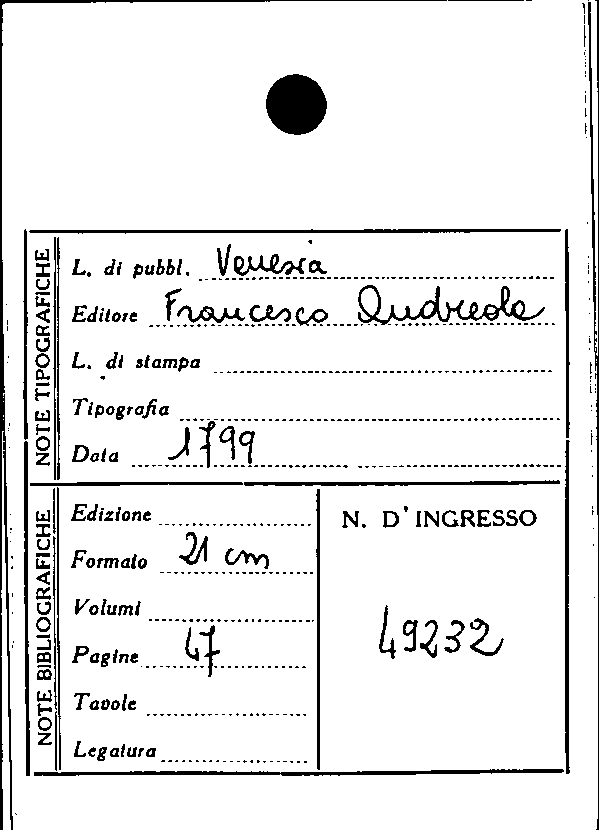 NOTE TIPOGRAFICHE
L. di pubbl. Venezia
Editore Francesco Andreola
L. di stampa
Tipografia
Data 1799
NOTE BIBLIOGRAFICHE
Edizione
Formato 21 cm
Volumi
Pagine 47
Tavole
Legatura
N. D'INGRESSO
49232